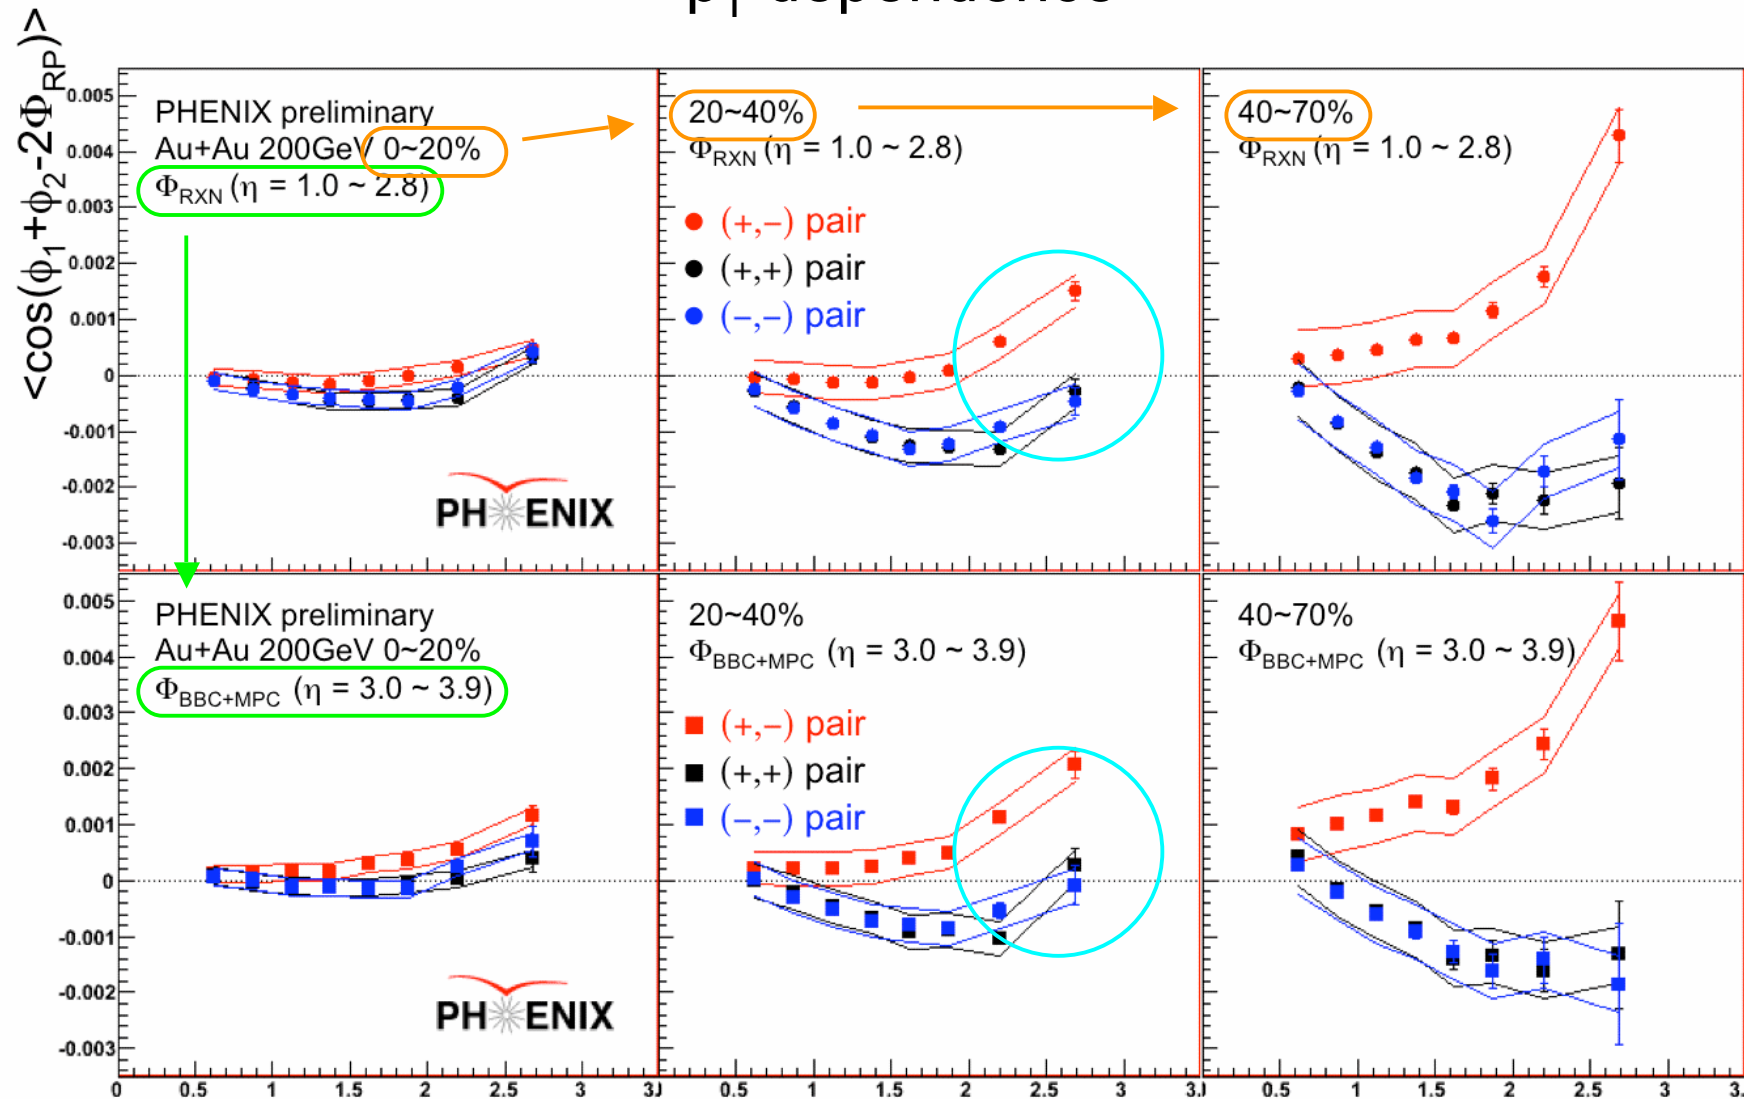 p_T dependence
<cos(ϕ₁+ϕ₂-2Φ_RP)>
PHENIX preliminary
Au+Au 200GeV 0~20%
Φ_RXN (η = 1.0 ~ 2.8)
20~40%
Φ_RXN (η = 1.0 ~ 2.8)
(+,−) pair
(+,+) pair
(−,−) pair
40~70%
Φ_RXN (η = 1.0 ~ 2.8)
0.005
0.004
0.003
0.002
0.001
0
-0.001
-0.002
-0.003
PHENIX
PHENIX preliminary
Au+Au 200GeV 0~20%
Φ_BBC+MPC (η = 3.0 ~ 3.9)
20~40%
Φ_BBC+MPC (η = 3.0 ~ 3.9)
(+,−) pair
(+,+) pair
(−,−) pair
40~70%
Φ_BBC+MPC (η = 3.0 ~ 3.9)
0.005
0.004
0.003
0.002
0.001
0
-0.001
-0.002
-0.003
PHENIX
0 0.5 1 1.5 2 2.5 3
0.5 1 1.5 2 2.5 3
0.5 1 1.5 2 2.5 3